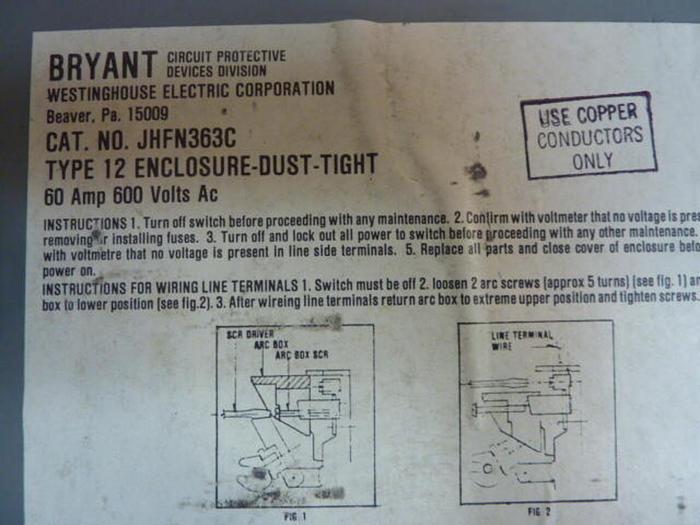 BRYANT CIRCUIT PROTECTIVE
DEVICES DIVISION
WESTINGHOUSE ELECTRIC CORPORATION
Beaver, Pa. 15009
CAT. NO. JHFN363C
TYPE 12 ENCLOSURE-DUST-TIGHT
60 Amp 600 Volts Ac
USE COPPER
CONDUCTORS
ONLY
INSTRUCTIONS 1. Turn off switch before proceeding with any maintenance. 2. Confirm with voltmeter that no voltage is pres
removing or installing fuses. 3. Turn off and lock out all power to switch before proceeding with any other maintenance.
with voltmetre that no voltage is present in line side terminals. 5. Replace all parts and close cover of enclosure befo
power on.
INSTRUCTIONS FOR WIRING LINE TERMINALS 1. Switch must be off 2. loosen 2 arc screws (approx 5 turns) (see fig. 1) an
box to lower position (see fig.2). 3. After wireing line terminals return arc box to extreme upper position and tighten screws.
SCR DRIVER
ARC BOX
ARC BOX SCR
LINE TERMINAL
WIRE
FIG 1
FIG 2